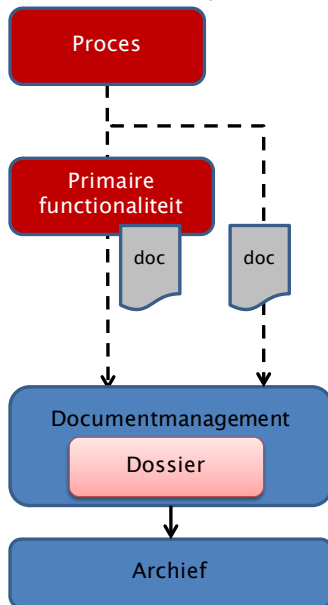 Proces
Primaire
functionaliteit
doc
doc
Documentmanagement
Dossier
Archief